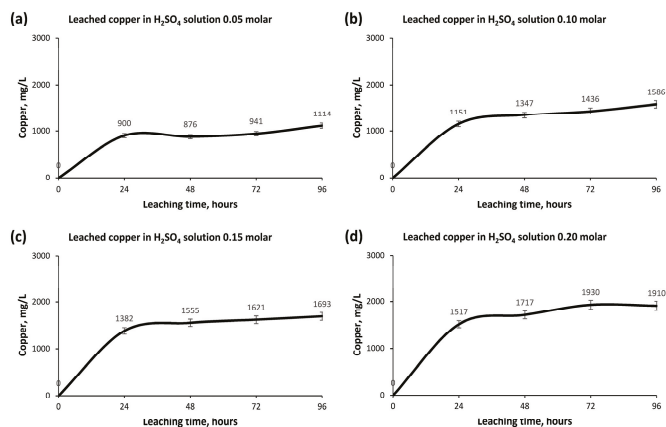 (a) Leached copper in H₂SO₄ solution 0.05 molar
Copper, mg/L
3000
2000
1000
0
0
900
876
941
1114
0 24 48 72 96
Leaching time, hours
(b) Leached copper in H₂SO₄ solution 0.10 molar
Copper, mg/L
3000
2000
1000
0
0
1151
1347
1436
1586
0 24 48 72 96
Leaching time, hours
(c) Leached copper in H₂SO₄ solution 0.15 molar
Copper, mg/L
3000
2000
1000
0
0
1382
1555
1621
1693
0 24 48 72 96
Leaching time, hours
(d) Leached copper in H₂SO₄ solution 0.20 molar
Copper, mg/L
3000
2000
1000
0
0
1517
1717
1930
1910
0 24 48 72 96
Leaching time, hours